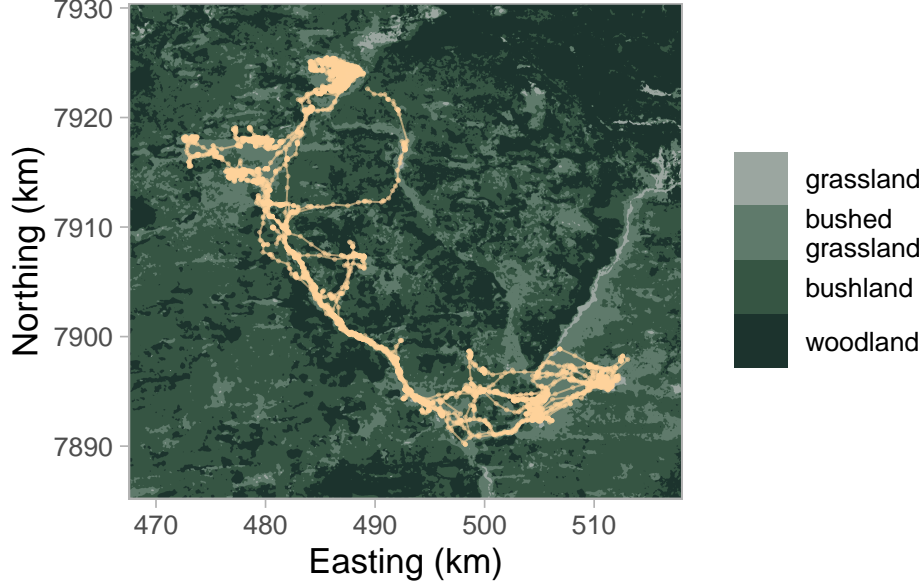 7930
7920
7910
7900
7890
Northing (km)
470 480 490 500 510
Easting (km)
grassland
bushed
grassland
bushland
woodland